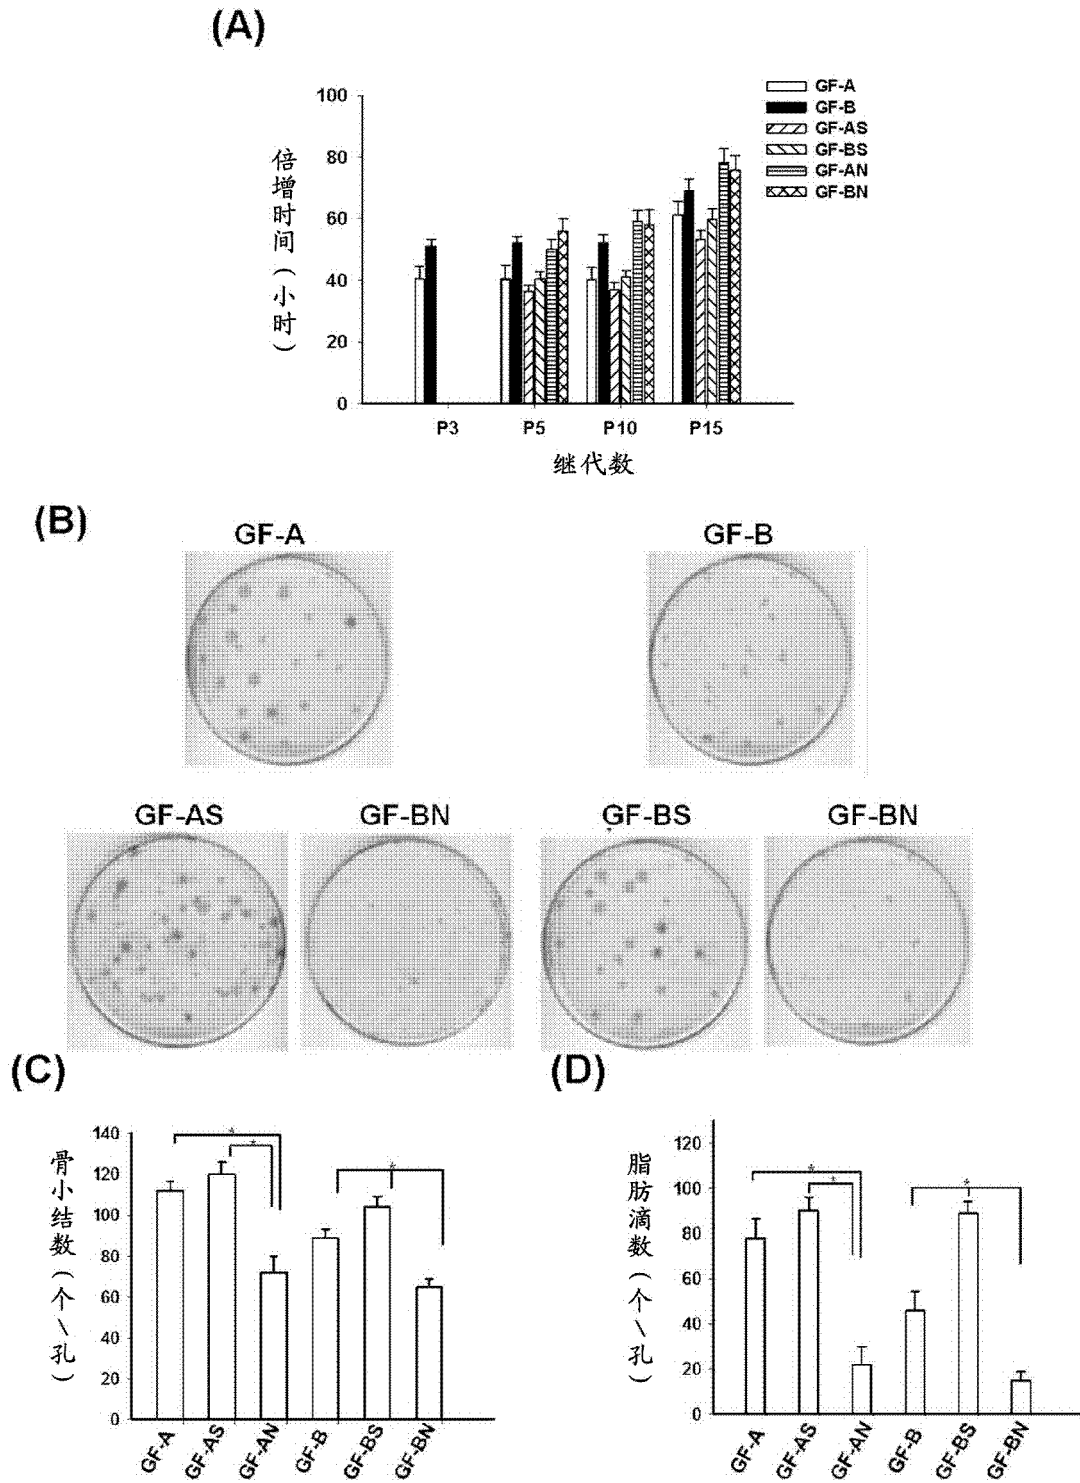 (A)
GF-A
GF-B
GF-AS
GF-BS
GF-AN
GF-BN
倍增时间(小时)
100
80
60
40
20
0
P3 P5 P10 P15
继代数
(B)
GF-A GF-B
GF-AS GF-BN GF-BS GF-BN
(C) (D)
骨小结数(个/孔)
140
120
100
80
60
40
20
0
* * *
GF-A GF-AS GF-AN GF-B GF-BS GF-BN
脂肪滴数(个/孔)
120
100
80
60
40
20
0
* * *
GF-A GF-AS GF-AN GF-B GF-BS GF-BN